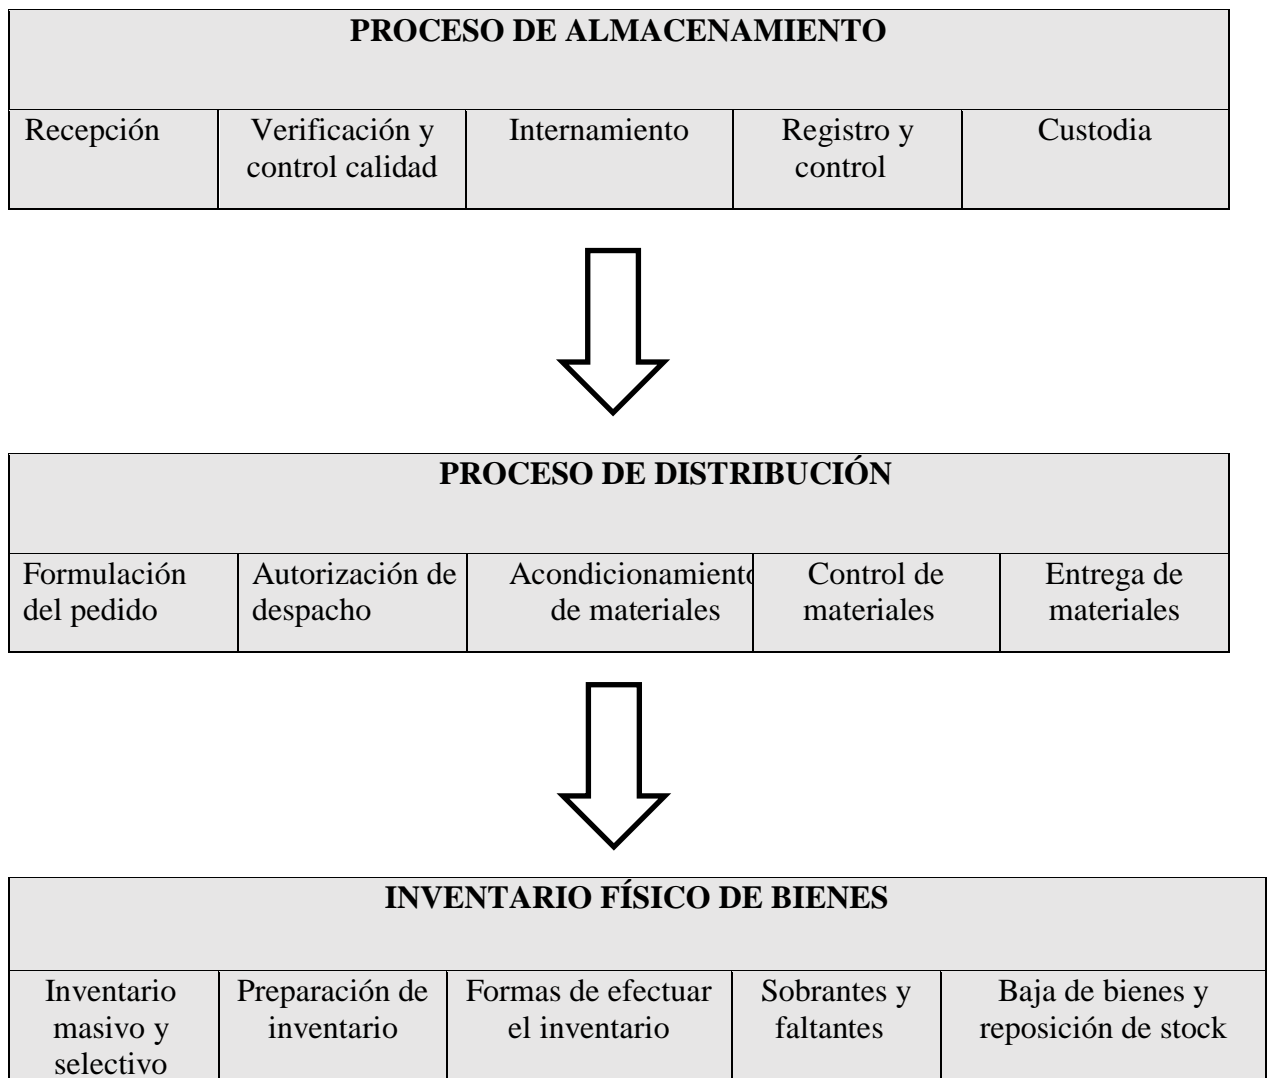 PROCESO DE ALMACENAMIENTO
Recepción
Verificación y
control calidad
Internamiento
Registro y
control
Custodia
PROCESO DE DISTRIBUCIÓN
Formulación
del pedido
Autorización de
despacho
Acondicionamiento
de materiales
Control de
materiales
Entrega de
materiales
INVENTARIO FÍSICO DE BIENES
Inventario
masivo y
selectivo
Preparación de
inventario
Formas de efectuar
el inventario
Sobrantes y
faltantes
Baja de bienes y
reposición de stock